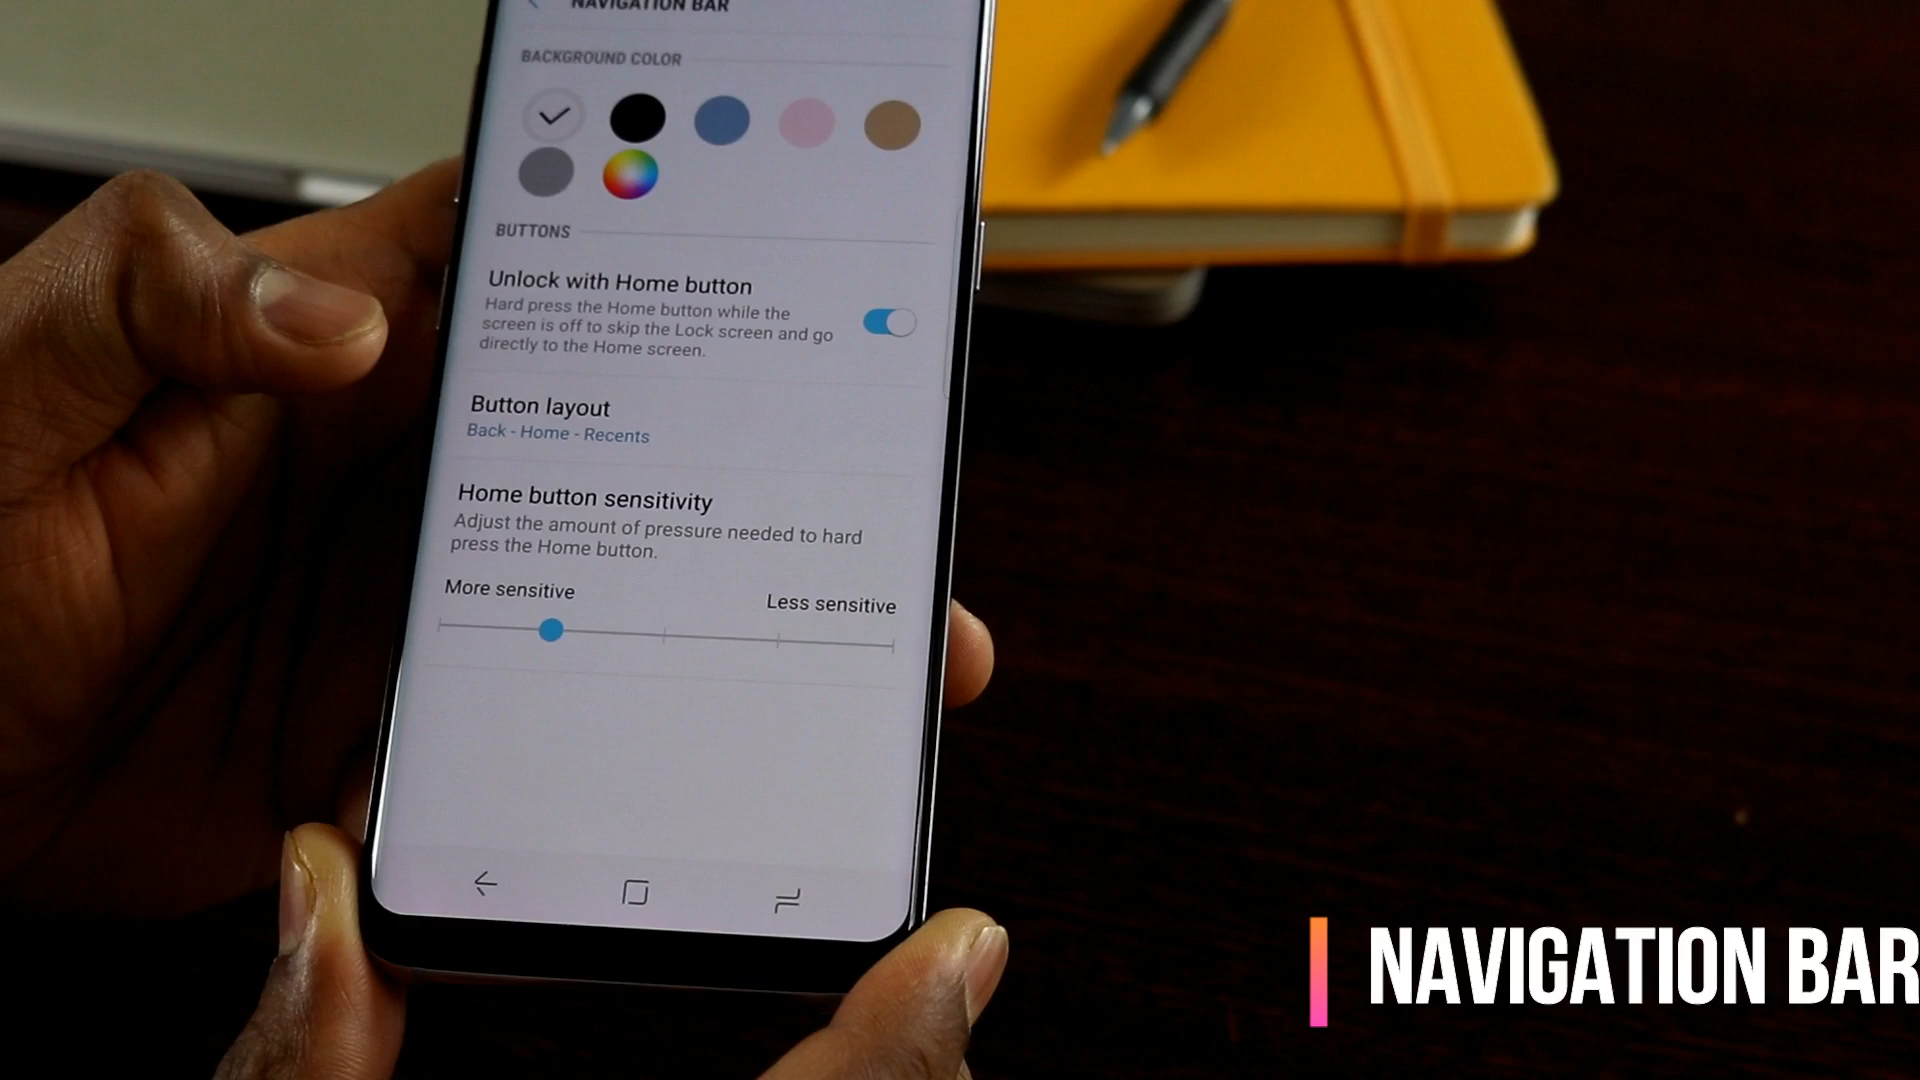 NAVIGATION BAR
BACKGROUND COLOR
BUTTONS
Unlock with Home button
Hard press the Home button while the
screen is off to skip the Lock screen and go
directly to the Home screen.
Button layout
Back - Home - Recents
Home button sensitivity
Adjust the amount of pressure needed to hard
press the Home button.
More sensitive
Less sensitive
NAVIGATION BAR